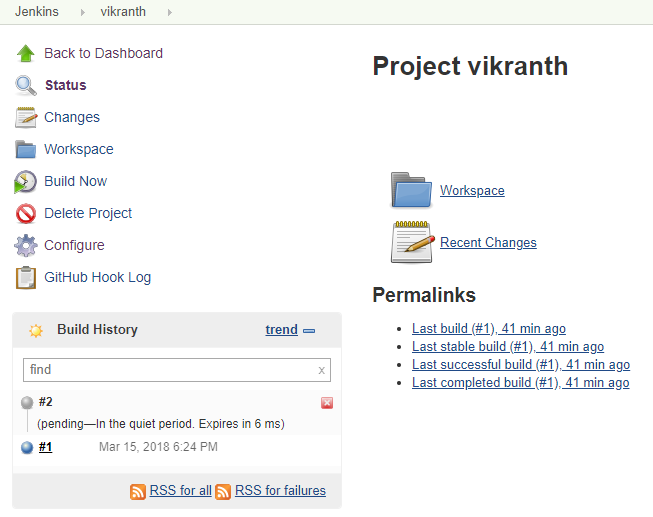 Jenkins vikranth
Back to Dashboard
Status
Changes
Workspace
Build Now
Delete Project
Configure
GitHub Hook Log
Build History trend
find x
#2
(pending—In the quiet period. Expires in 6 ms)
#1 Mar 15, 2018 6:24 PM
RSS for all RSS for failures
Project vikranth
Workspace
Recent Changes
Permalinks
Last build (#1), 41 min ago
Last stable build (#1), 41 min ago
Last successful build (#1), 41 min ago
Last completed build (#1), 41 min ago